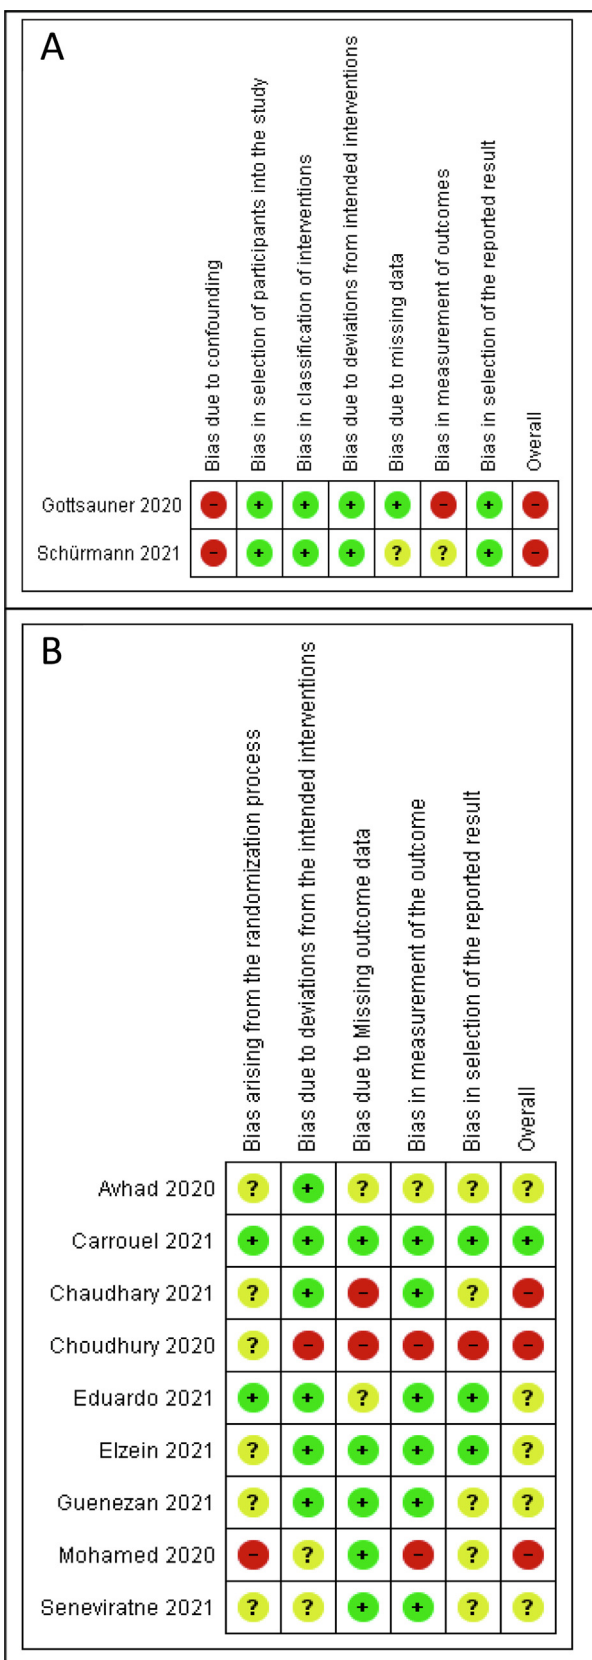 A
Bias due to confounding
Bias in selection of participants into the study
Bias in classification of interventions
Bias due to deviations from intended interventions
Bias due to missing data
Bias in measurement of outcomes
Bias in selection of the reported result
Overall
Gottsauner 2020 - + + + + - + -
Schürmann 2021 - + + + ? ? + -
B
Bias arising from the randomization process
Bias due to deviations from the intended interventions
Bias due to Missing outcome data
Bias in measurement of the outcome
Bias in selection of the reported result
Overall
Avhad 2020 ? + ? ? ? ?
Carrouel 2021 + + + + + +
Chaudhary 2021 ? + - + ? -
Choudhury 2020 ? - - - - -
Eduardo 2021 + + ? + + ?
Elzein 2021 ? + + + + ?
Guenezan 2021 ? + + + ? ?
Mohamed 2020 - ? + - ? -
Seneviratne 2021 ? ? + + ? ?